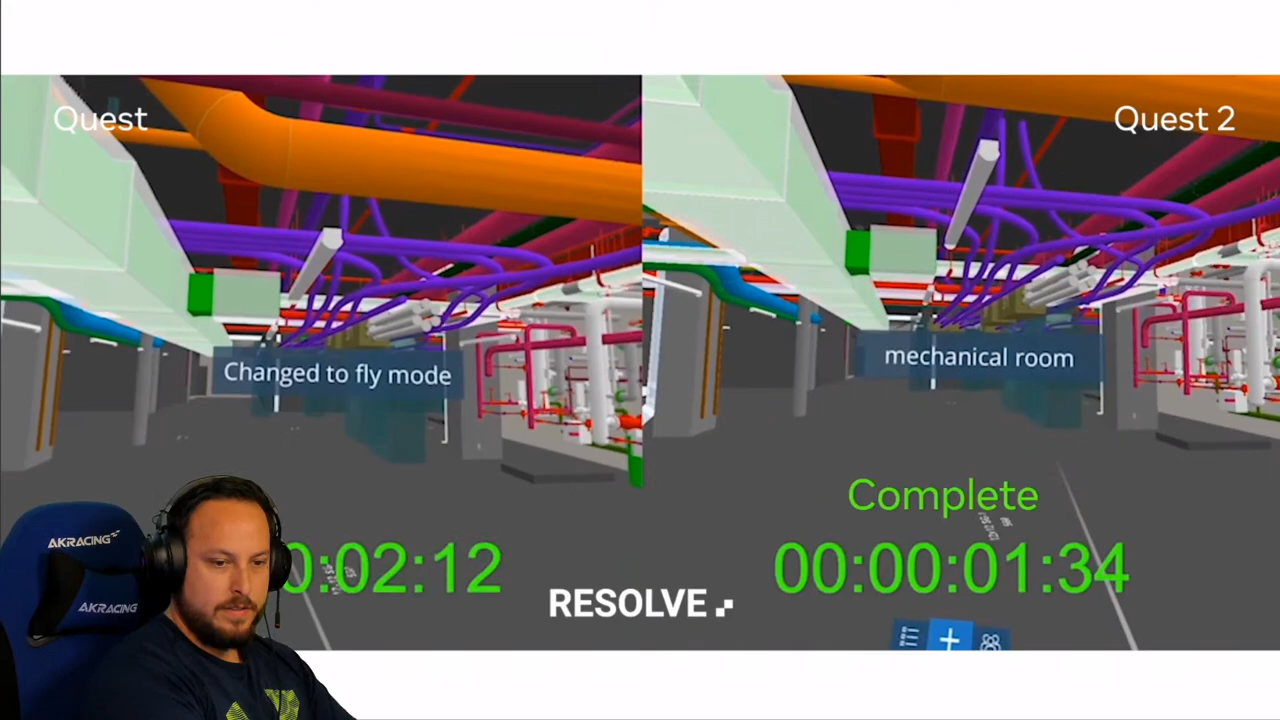 Quest
Quest 2
Changed to fly mode
mechanical room
Complete
0:02:12
00:00:01:34
RESOLVE
AKRACING
AKRACING